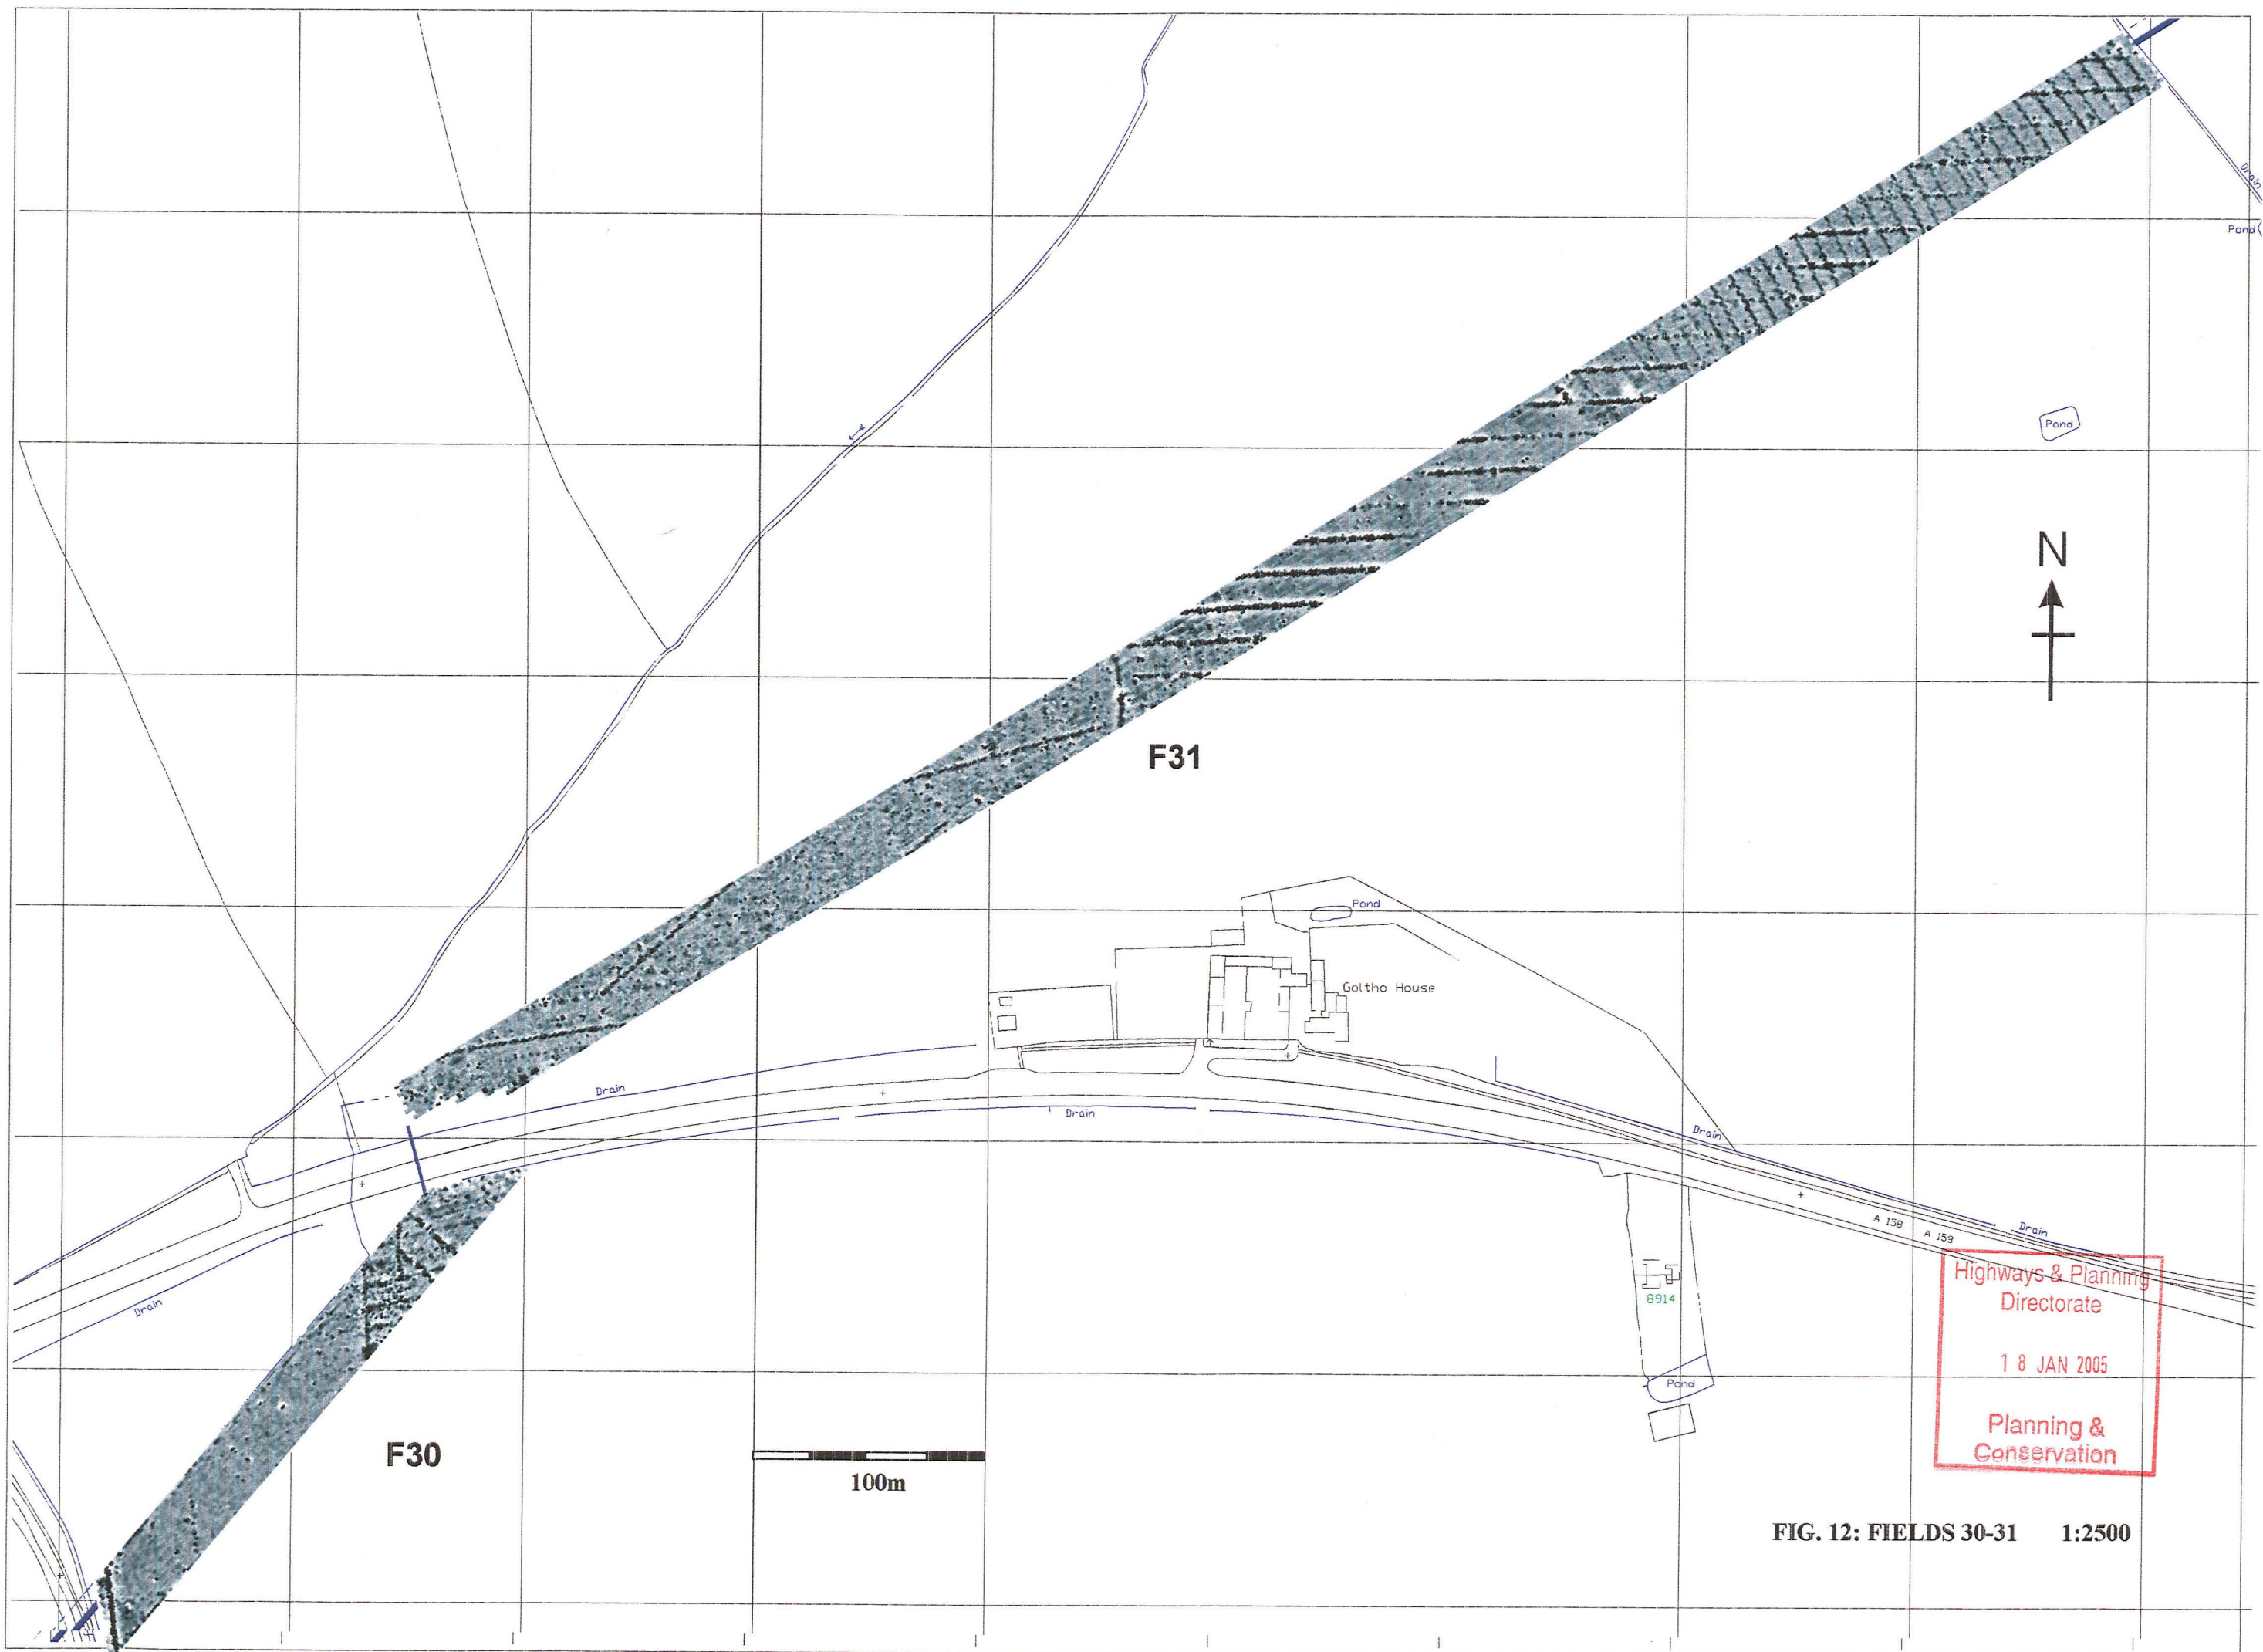 Drain
Pond
Pond
N
F31
Pond
Goltho House
Drain
Drain
Drain
A 158
A 158
Drain
Drain
8914
Pond
Highways & Planning
Directorate
18 JAN 2005
Planning &
Conservation
F30
100m
FIG. 12: FIELDS 30-31 1:2500